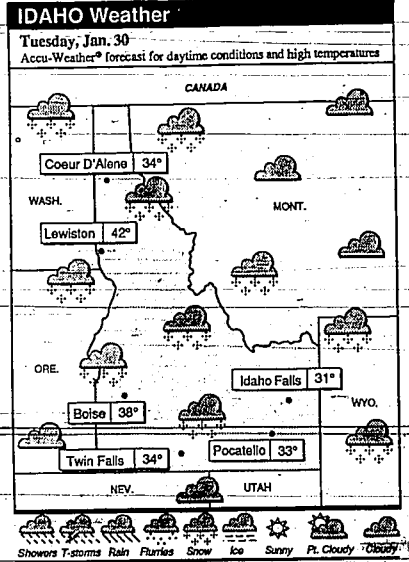 IDAHO Weather
Tuesday, Jan. 30
Accu-Weather® forecast for daytime conditions and high temperatures
CANADA
Coeur D'Alene 34°
WASH.
MONT.
Lewiston 42°
ORE.
Idaho Falls 31°
WYO.
Boise 38°
Pocatello 33°
Twin Falls 34°
NEV.
UTAH
Showers T-storms Rain Flurries Snow Ice Sunny Pt. Cloudy Cloudy